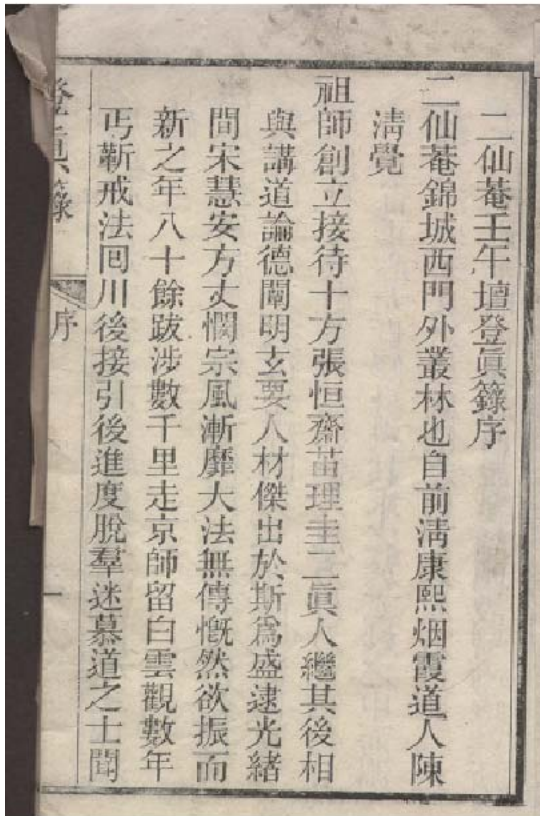 二仙菴壬午壇登眞籙序
二仙菴錦城西門外叢林也自前淸康熙烟霞道人陳
淸覺
祖師創立接待十方張恒齋苗理圭二眞人繼其後相
與講道論德闡明玄要人材傑出於斯爲盛逮光緒
間宋慧安方丈憫宗風漸靡大法無傳慨然欲振而
新之年八十餘跋涉數千里走京師留白雲觀數年
丐蘄戒法囘川後接引後進度脫羣迷慕道之士聞
登眞籙
序